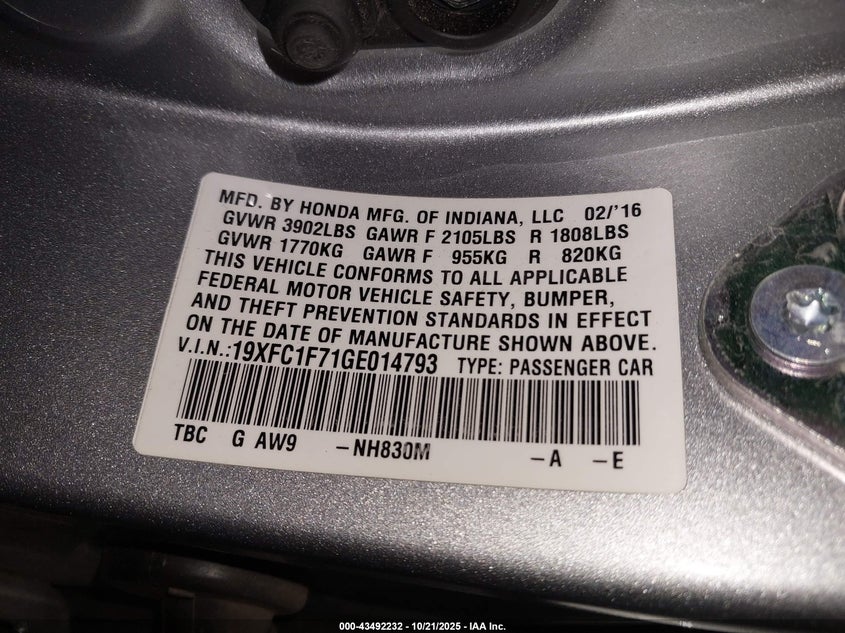 MFD. BY HONDA MFG. OF INDIANA, LLC 02/'16
GVWR 3902LBS GAWR F 2105LBS R 1808LBS
GVWR 1770KG GAWR F 955KG R 820KG
THIS VEHICLE CONFORMS TO ALL APPLICABLE
FEDERAL MOTOR VEHICLE SAFETY, BUMPER,
AND THEFT PREVENTION STANDARDS IN EFFECT
ON THE DATE OF MANUFACTURE SHOWN ABOVE.
V.I.N.:19XFC1F71GE014793 TYPE: PASSENGER CAR
TBC G AW9 -NH830M -A -E
000-43492232 - 10/21/2025 - IAA Inc.